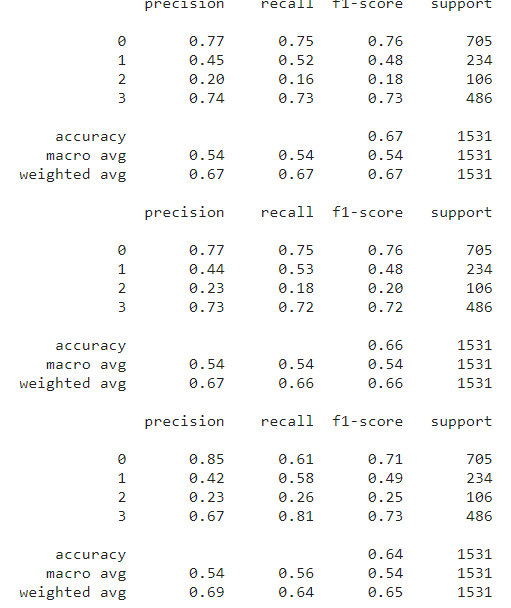 precision recall f1-score support
0 0.77 0.75 0.76 705
1 0.45 0.52 0.48 234
2 0.20 0.16 0.18 106
3 0.74 0.73 0.73 486
accuracy 0.67 1531
macro avg 0.54 0.54 0.54 1531
weighted avg 0.67 0.67 0.67 1531
precision recall f1-score support
0 0.77 0.75 0.76 705
1 0.44 0.53 0.48 234
2 0.23 0.18 0.20 106
3 0.73 0.72 0.72 486
accuracy 0.66 1531
macro avg 0.54 0.54 0.54 1531
weighted avg 0.67 0.66 0.66 1531
precision recall f1-score support
0 0.85 0.61 0.71 705
1 0.42 0.58 0.49 234
2 0.23 0.26 0.25 106
3 0.67 0.81 0.73 486
accuracy 0.64 1531
macro avg 0.54 0.56 0.54 1531
weighted avg 0.69 0.64 0.65 1531